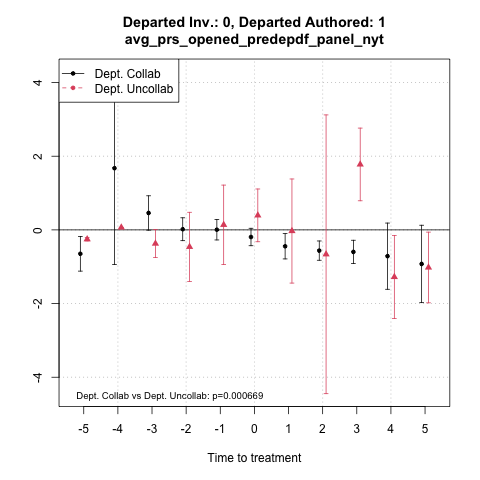 Departed Inv.: 0, Departed Authored: 1
avg_prs_opened_predepdf_panel_nyt
Dept. Collab
Dept. Uncollab
4
2
0
-2
-4
Dept. Collab vs Dept. Uncollab: p=0.000669
-5 -4 -3 -2 -1 0 1 2 3 4 5
Time to treatment